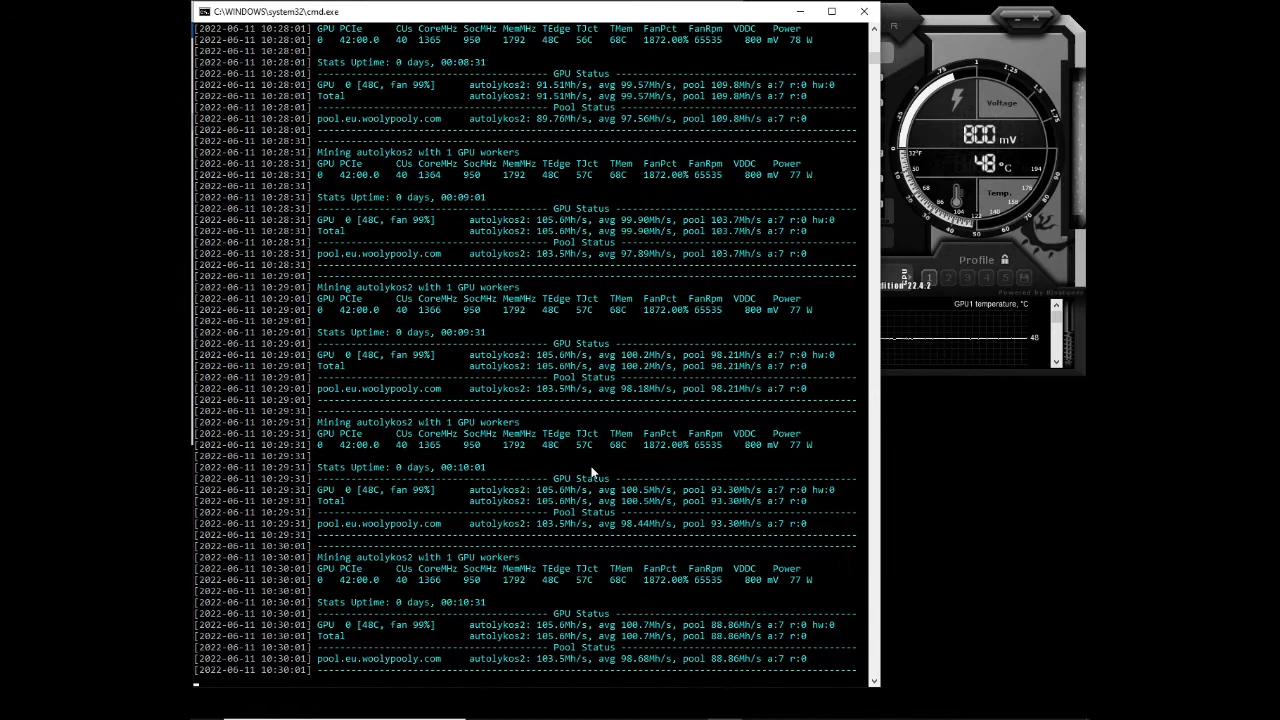 C:\WINDOWS\system32\cmd.exe
[2022-06-11 10:28:01] GPU PCIe CUs CoreMHz SocMHz MemMHz TEdge TJct TMem FanPct FanRpm VDDC Power
[2022-06-11 10:28:01] 0 42:00.0 40 1365 950 1792 48C 56C 68C 1872.00% 65535 800 mV 78 W
[2022-06-11 10:28:01]
[2022-06-11 10:28:01] Stats Uptime: 0 days, 00:08:31
[2022-06-11 10:28:01] ---------------------------------- GPU Status ------------------------------------
[2022-06-11 10:28:01] GPU 0 [48C, fan 99%] autolykos2: 91.51Mh/s, avg 99.57Mh/s, pool 109.8Mh/s a:7 r:0 hw:0
[2022-06-11 10:28:01] Total autolykos2: 91.51Mh/s, avg 99.57Mh/s, pool 109.8Mh/s a:7 r:0
[2022-06-11 10:28:01] ---------------------------------- Pool Status -----------------------------------
[2022-06-11 10:28:01] pool.eu.woolypooly.com autolykos2: 89.76Mh/s, avg 97.56Mh/s, pool 109.8Mh/s a:7 r:0
[2022-06-11 10:28:01] ----------------------------------------------------------------------------------
[2022-06-11 10:28:31] ----------------------------------------------------------------------------------
[2022-06-11 10:28:31] Mining autolykos2 with 1 GPU workers
[2022-06-11 10:28:31] GPU PCIe CUs CoreMHz SocMHz MemMHz TEdge TJct TMem FanPct FanRpm VDDC Power
[2022-06-11 10:28:31] 0 42:00.0 40 1364 950 1792 48C 57C 68C 1872.00% 65535 800 mV 77 W
[2022-06-11 10:28:31]
[2022-06-11 10:28:31] Stats Uptime: 0 days, 00:09:01
[2022-06-11 10:28:31] ---------------------------------- GPU Status ------------------------------------
[2022-06-11 10:28:31] GPU 0 [48C, fan 99%] autolykos2: 105.6Mh/s, avg 99.90Mh/s, pool 103.7Mh/s a:7 r:0 hw:0
[2022-06-11 10:28:31] Total autolykos2: 105.6Mh/s, avg 99.90Mh/s, pool 103.7Mh/s a:7 r:0
[2022-06-11 10:28:31] ---------------------------------- Pool Status -----------------------------------
[2022-06-11 10:28:31] pool.eu.woolypooly.com autolykos2: 103.5Mh/s, avg 97.89Mh/s, pool 103.7Mh/s a:7 r:0
[2022-06-11 10:28:31] ----------------------------------------------------------------------------------
[2022-06-11 10:29:01] ----------------------------------------------------------------------------------
[2022-06-11 10:29:01] Mining autolykos2 with 1 GPU workers
[2022-06-11 10:29:01] GPU PCIe CUs CoreMHz SocMHz MemMHz TEdge TJct TMem FanPct FanRpm VDDC Power
[2022-06-11 10:29:01] 0 42:00.0 40 1366 950 1792 48C 57C 68C 1872.00% 65535 800 mV 77 W
[2022-06-11 10:29:01]
[2022-06-11 10:29:01] Stats Uptime: 0 days, 00:09:31
[2022-06-11 10:29:01] ---------------------------------- GPU Status ------------------------------------
[2022-06-11 10:29:01] GPU 0 [48C, fan 99%] autolykos2: 105.6Mh/s, avg 100.2Mh/s, pool 98.21Mh/s a:7 r:0 hw:0
[2022-06-11 10:29:01] Total autolykos2: 105.6Mh/s, avg 100.2Mh/s, pool 98.21Mh/s a:7 r:0
[2022-06-11 10:29:01] ---------------------------------- Pool Status -----------------------------------
[2022-06-11 10:29:01] pool.eu.woolypooly.com autolykos2: 103.5Mh/s, avg 98.18Mh/s, pool 98.21Mh/s a:7 r:0
[2022-06-11 10:29:01] ----------------------------------------------------------------------------------
[2022-06-11 10:29:31] ----------------------------------------------------------------------------------
[2022-06-11 10:29:31] Mining autolykos2 with 1 GPU workers
[2022-06-11 10:29:31] GPU PCIe CUs CoreMHz SocMHz MemMHz TEdge TJct TMem FanPct FanRpm VDDC Power
[2022-06-11 10:29:31] 0 42:00.0 40 1365 950 1792 48C 57C 68C 1872.00% 65535 800 mV 77 W
[2022-06-11 10:29:31]
[2022-06-11 10:29:31] Stats Uptime: 0 days, 00:10:01
[2022-06-11 10:29:31] ---------------------------------- GPU Status ------------------------------------
[2022-06-11 10:29:31] GPU 0 [48C, fan 99%] autolykos2: 105.6Mh/s, avg 100.5Mh/s, pool 93.30Mh/s a:7 r:0 hw:0
[2022-06-11 10:29:31] Total autolykos2: 105.6Mh/s, avg 100.5Mh/s, pool 93.30Mh/s a:7 r:0
[2022-06-11 10:29:31] ---------------------------------- Pool Status -----------------------------------
[2022-06-11 10:29:31] pool.eu.woolypooly.com autolykos2: 103.5Mh/s, avg 98.44Mh/s, pool 93.30Mh/s a:7 r:0
[2022-06-11 10:29:31] ----------------------------------------------------------------------------------
[2022-06-11 10:30:01] ----------------------------------------------------------------------------------
[2022-06-11 10:30:01] Mining autolykos2 with 1 GPU workers
[2022-06-11 10:30:01] GPU PCIe CUs CoreMHz SocMHz MemMHz TEdge TJct TMem FanPct FanRpm VDDC Power
[2022-06-11 10:30:01] 0 42:00.0 40 1366 950 1792 48C 57C 68C 1872.00% 65535 800 mV 77 W
[2022-06-11 10:30:01]
[2022-06-11 10:30:01] Stats Uptime: 0 days, 00:10:31
[2022-06-11 10:30:01] ---------------------------------- GPU Status ------------------------------------
[2022-06-11 10:30:01] GPU 0 [48C, fan 99%] autolykos2: 105.6Mh/s, avg 100.7Mh/s, pool 88.86Mh/s a:7 r:0 hw:0
[2022-06-11 10:30:01] Total autolykos2: 105.6Mh/s, avg 100.7Mh/s, pool 88.86Mh/s a:7 r:0
[2022-06-11 10:30:01] ---------------------------------- Pool Status -----------------------------------
[2022-06-11 10:30:01] pool.eu.woolypooly.com autolykos2: 103.5Mh/s, avg 98.68Mh/s, pool 88.86Mh/s a:7 r:0
[2022-06-11 10:30:01] ----------------------------------------------------------------------------------
R
0 .25 .5 .75 1 1.25 1.5 1.75
Voltage
800 mV
48 °C
32°F 50 68 86 104 122 140 158 176 194
Temp.
0 10 20 30 40 50 60 70 80 90
Profile
1 2 3 4 5
dition 22.4.2
GPU1 temperature, °C
48